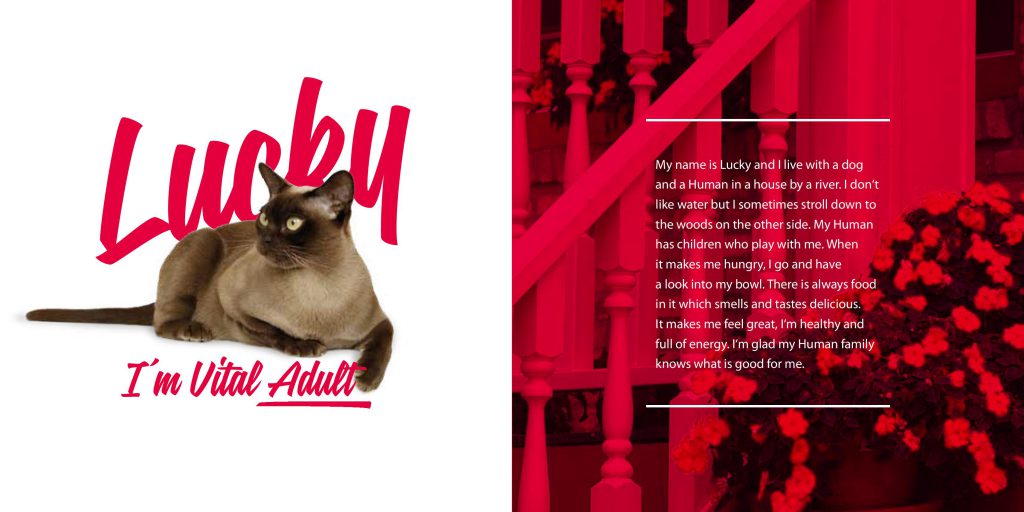 Lucky
I´m Vital Adult
My name is Lucky and I live with a dog
and a Human in a house by a river. I don’t
like water but I sometimes stroll down to
the woods on the other side. My Human
has children who play with me. When
it makes me hungry, I go and have
a look into my bowl. There is always food
in it which smells and tastes delicious.
It makes me feel great, I’m healthy and
full of energy. I’m glad my Human family
knows what is good for me.